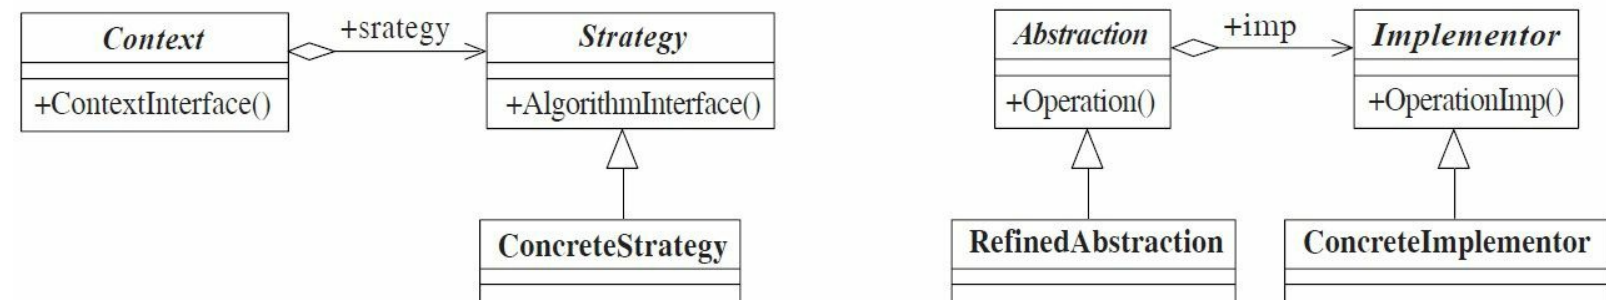 Context
+srategy
Strategy
+ContextInterface()
+AlgorithmInterface()
ConcreteStrategy
Abstraction
+imp
Implementor
+Operation()
+OperationImp()
RefinedAbstraction
ConcreteImplementor